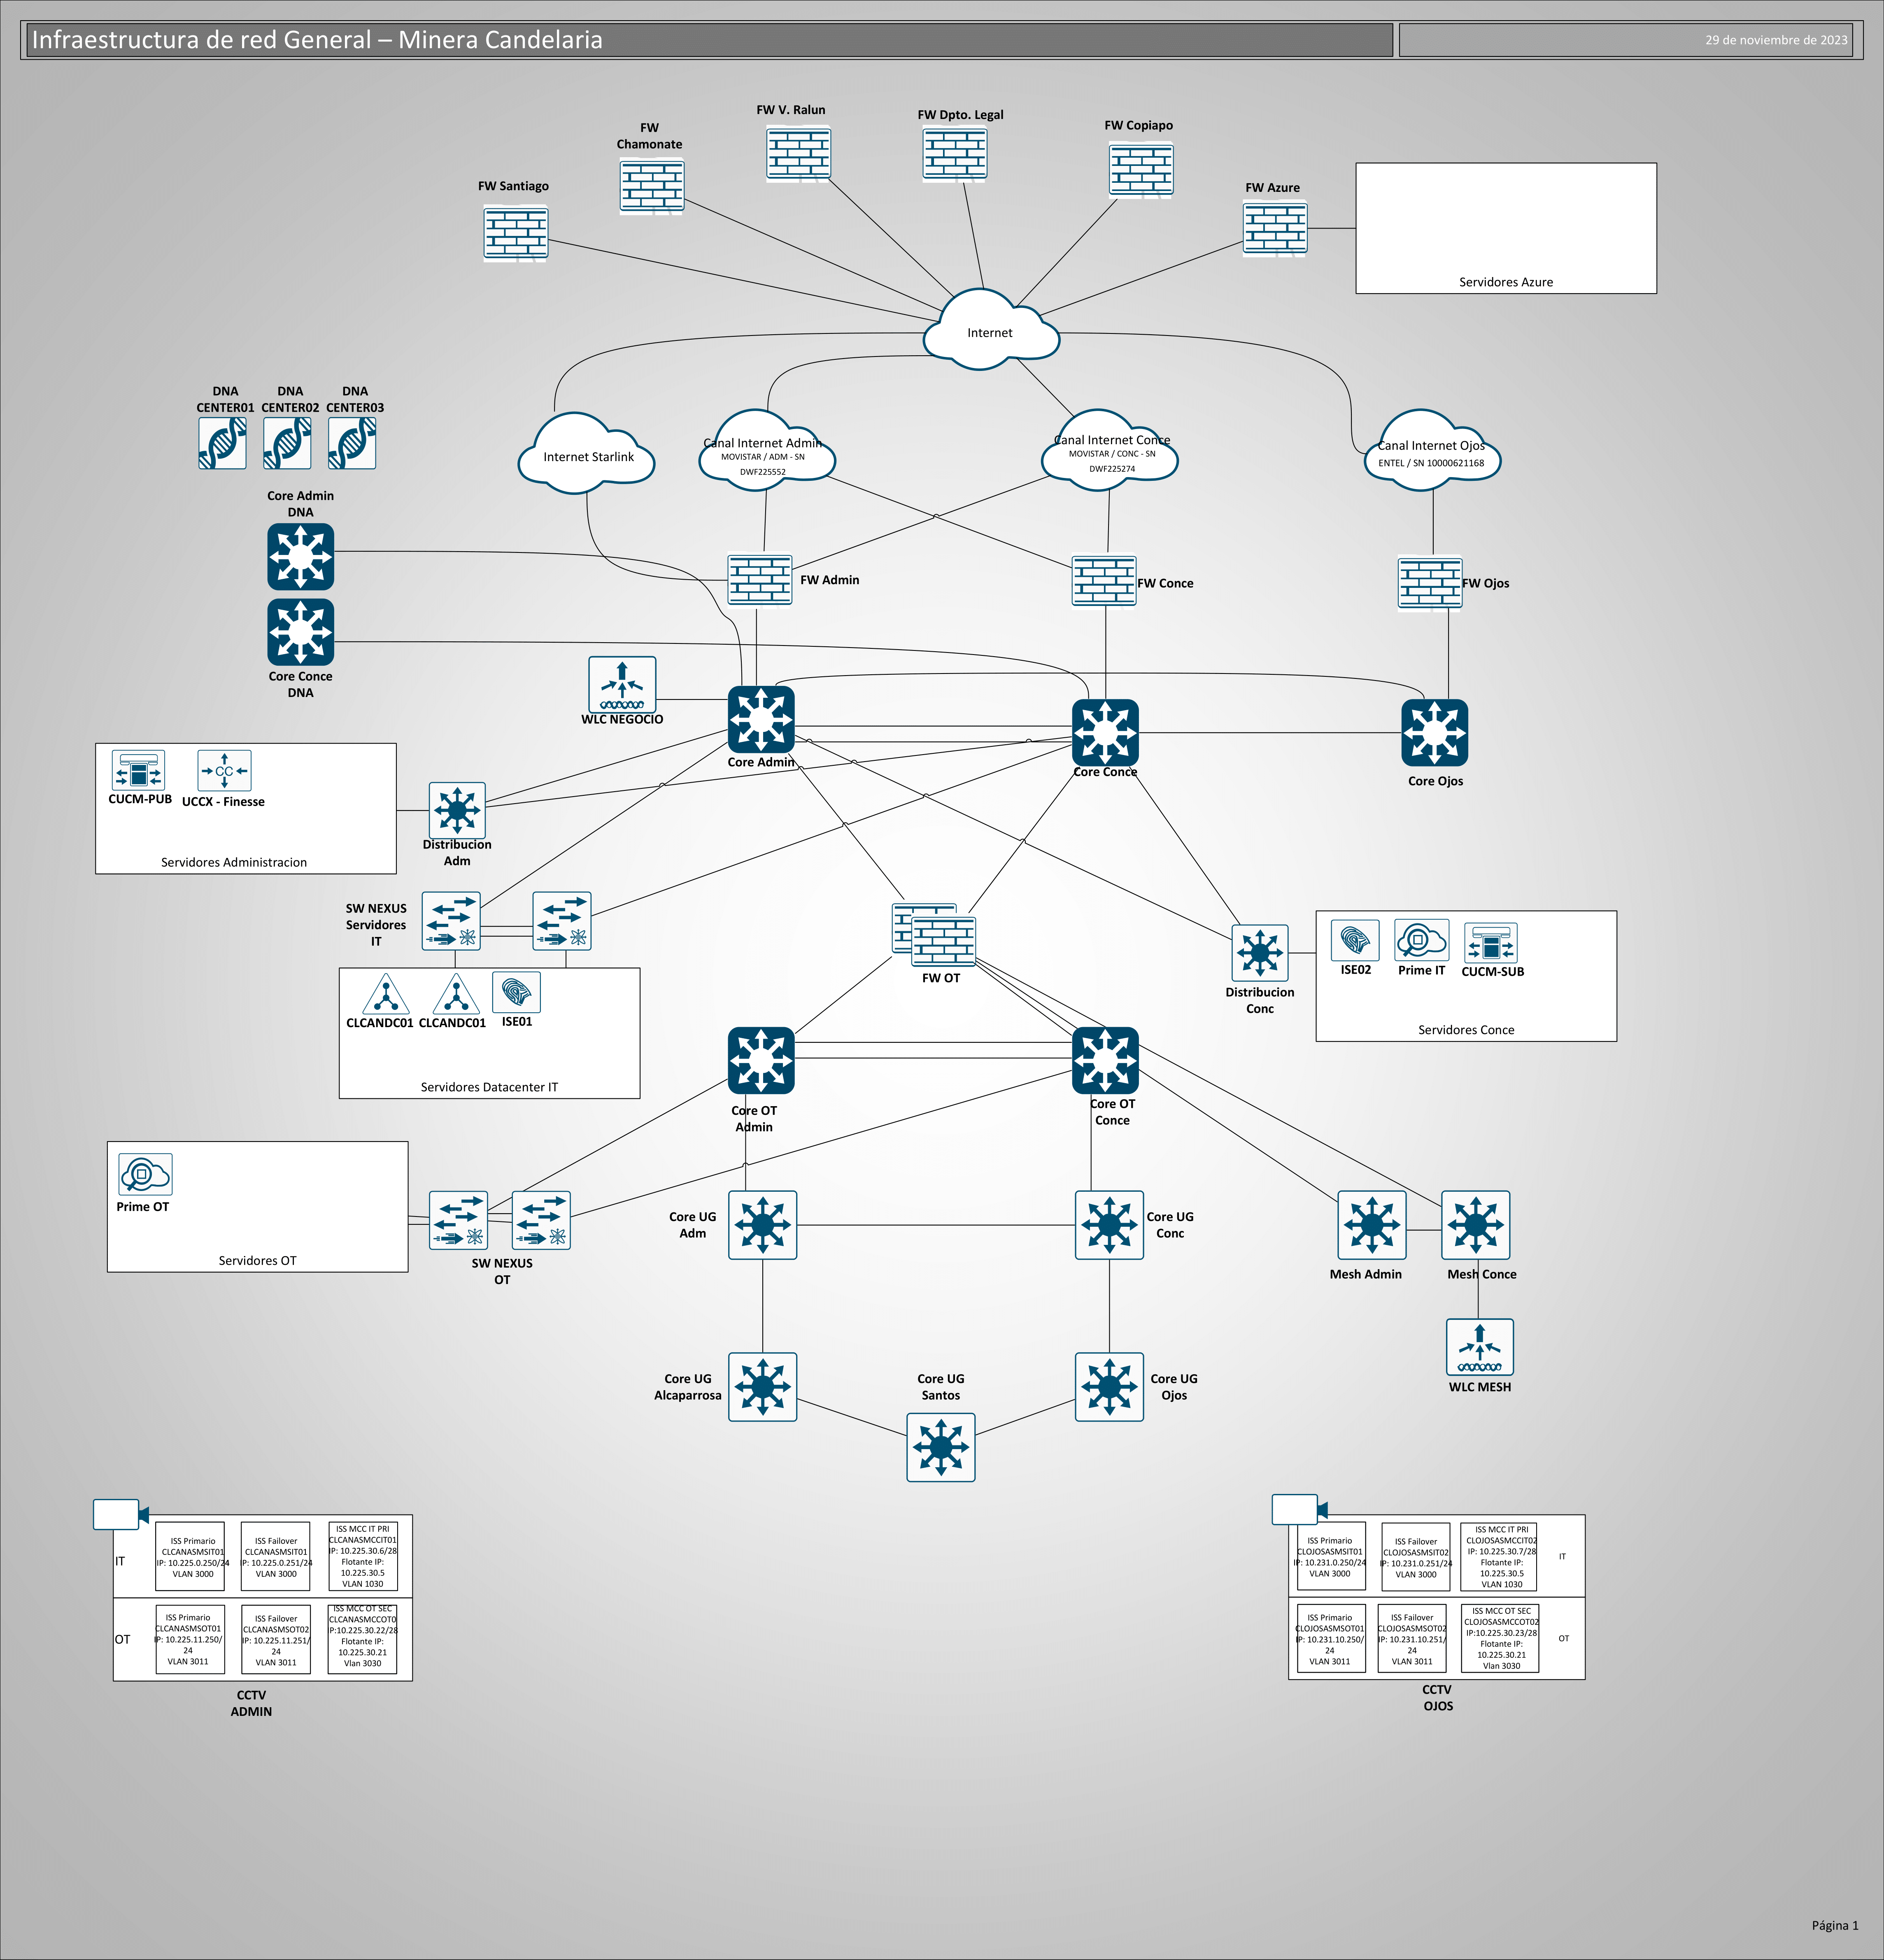 Infraestructura de red General – Minera Candelaria
29 de noviembre de 2023
FW V. Ralun
FW Dpto. Legal
FW Copiapo
FW
Chamonate
FW Santiago
FW Azure
Servidores Azure
Internet
DNA
CENTER01
DNA
CENTER02
DNA
CENTER03
Internet Starlink
Canal Internet Admin
MOVISTAR / ADM - SN
DWF225552
Canal Internet Conce
MOVISTAR / CONC - SN
DWF225274
Canal Internet Ojos
ENTEL / SN 10000621168
Core Admin
DNA
FW Admin
FW Conce
FW Ojos
Core Conce
DNA
WLC NEGOCIO
Core Admin
Core Conce
Core Ojos
CUCM-PUB
CC
UCCX - Finesse
Servidores Administracion
Distribucion
Adm
SW NEXUS
Servidores
IT
CLCANDC01
CLCANDC01
ISE01
Servidores Datacenter IT
FW OT
Distribucion
Conc
ISE02
Prime IT
CUCM-SUB
Servidores Conce
Core OT
Admin
Core OT
Conce
Prime OT
Servidores OT
SW NEXUS
OT
Core UG
Adm
Core UG
Conc
Mesh Admin
Mesh Conce
WLC MESH
Core UG
Alcaparrosa
Core UG
Santos
Core UG
Ojos
IT
ISS Primario
CLCANASMSIT01
IP: 10.225.0.250/24
VLAN 3000
ISS Failover
CLCANASMSIT01
IP: 10.225.0.251/24
VLAN 3000
ISS MCC IT PRI
CLCANASMCCIT01
IP: 10.225.30.6/28
Flotante IP:
10.225.30.5
VLAN 1030
OT
ISS Primario
CLCANASMSOT01
IP: 10.225.11.250/
24
VLAN 3011
ISS Failover
CLCANASMSOT02
IP: 10.225.11.251/
24
VLAN 3011
ISS MCC OT SEC
CLCANASMCCOT0
IP:10.225.30.22/28
Flotante IP:
10.225.30.21
Vlan 3030
CCTV
ADMIN
ISS Primario
CLOJOSASMSIT01
IP: 10.231.0.250/24
VLAN 3000
ISS Failover
CLOJOSASMSIT02
IP: 10.231.0.251/24
VLAN 3000
ISS MCC IT PRI
CLOJOSASMCCIT02
IP: 10.225.30.7/28
Flotante IP:
10.225.30.5
VLAN 1030
IT
ISS Primario
CLOJOSASMSOT01
IP: 10.231.10.250/
24
VLAN 3011
ISS Failover
CLOJOSASMSOT02
IP: 10.231.10.251/
24
VLAN 3011
ISS MCC OT SEC
CLOJOSASMCCOT02
IP:10.225.30.23/28
Flotante IP:
10.225.30.21
Vlan 3030
OT
CCTV
OJOS
Página 1